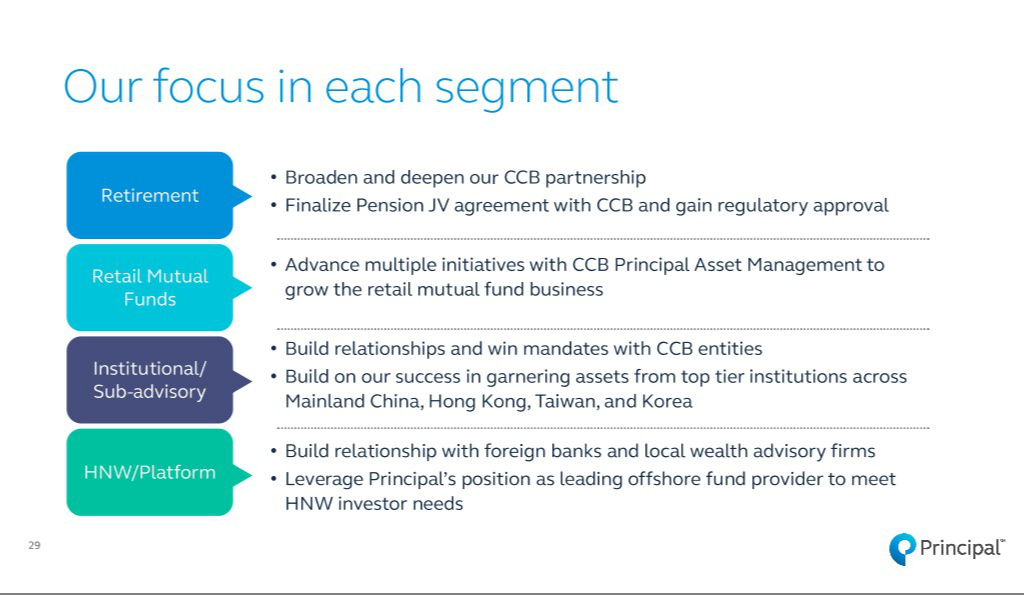 Our focus in each segment
Retirement
• Broaden and deepen our CCB partnership
• Finalize Pension JV agreement with CCB and gain regulatory approval
Retail Mutual
Funds
• Advance multiple initiatives with CCB Principal Asset Management to
grow the retail mutual fund business
Institutional/
Sub-advisory
• Build relationships and win mandates with CCB entities
• Build on our success in garnering assets from top tier institutions across
Mainland China, Hong Kong, Taiwan, and Korea
HNW/Platform
• Build relationship with foreign banks and local wealth advisory firms
• Leverage Principal's position as leading offshore fund provider to meet
HNW investor needs
29
Principal℠